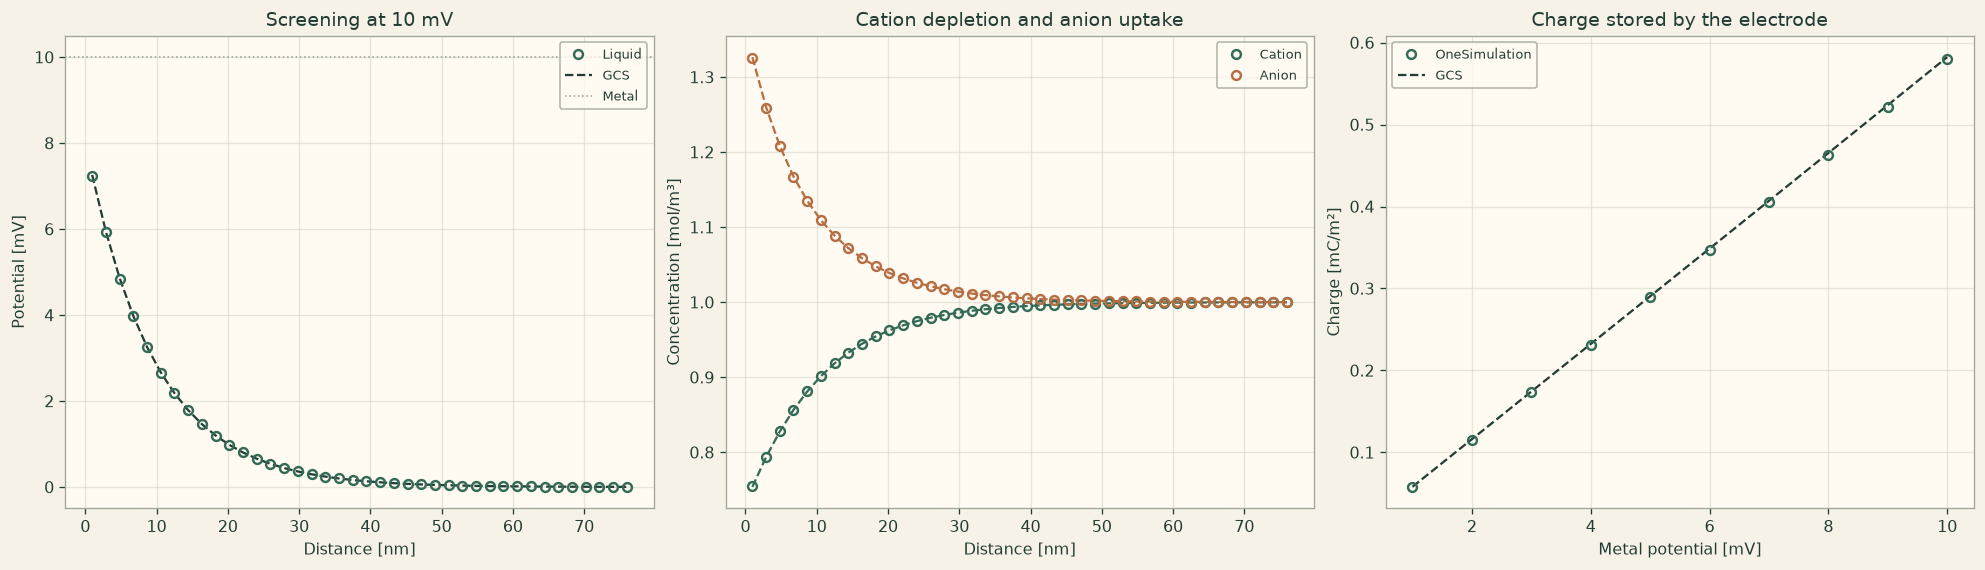 Screening at 10 mV
Potential [mV]
10
8
6
4
2
0
Liquid
GCS
Metal
0 10 20 30 40 50 60 70
Distance [nm]
Cation depletion and anion uptake
Concentration [mol/m³]
1.3
1.2
1.1
1.0
0.9
0.8
Cation
Anion
0 10 20 30 40 50 60 70
Distance [nm]
Charge stored by the electrode
Charge [mC/m²]
0.6
0.5
0.4
0.3
0.2
0.1
OneSimulation
GCS
2 4 6 8 10
Metal potential [mV]